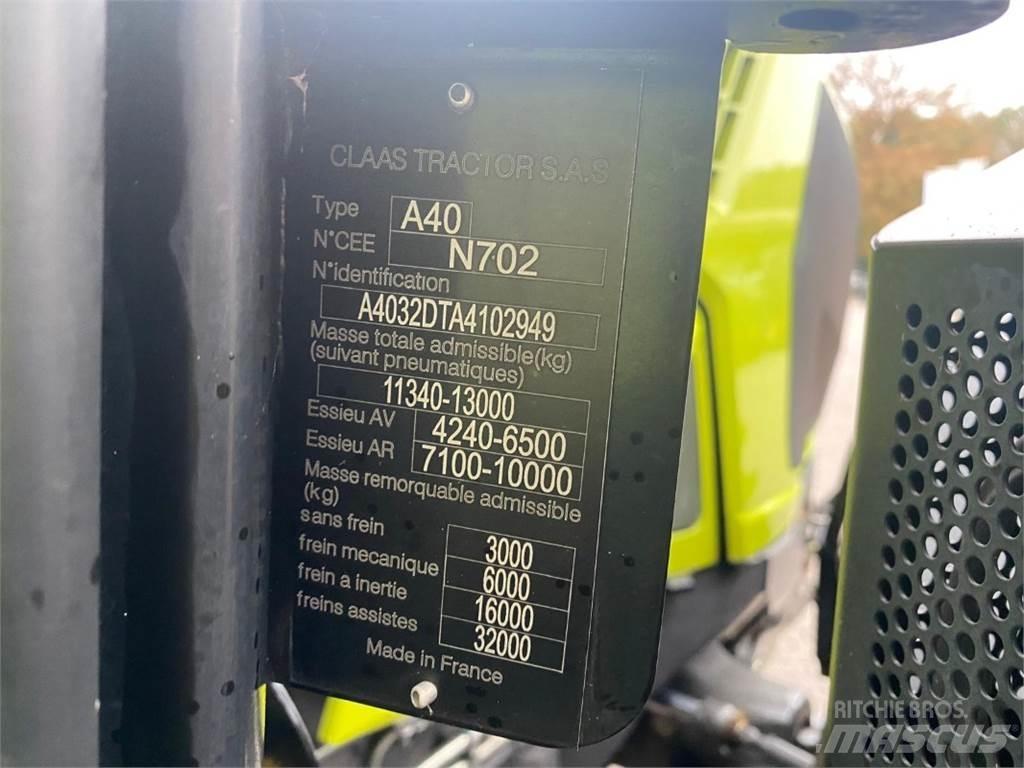 CLAAS TRACTOR S.A.S
Type A40
N°CEE N702
N°identification
A4032DTA4102949
Masse totale admissible(kg)
(suivant pneumatiques)
11340-13000
Essieu AV 4240-6500
Essieu AR 7100-10000
Masse remorquable admissible
(kg)
sans frein 3000
frein mecanique 6000
frein a inertie 16000
freins assistes 32000
Made in France
RITCHIE BROS.
MASCUS